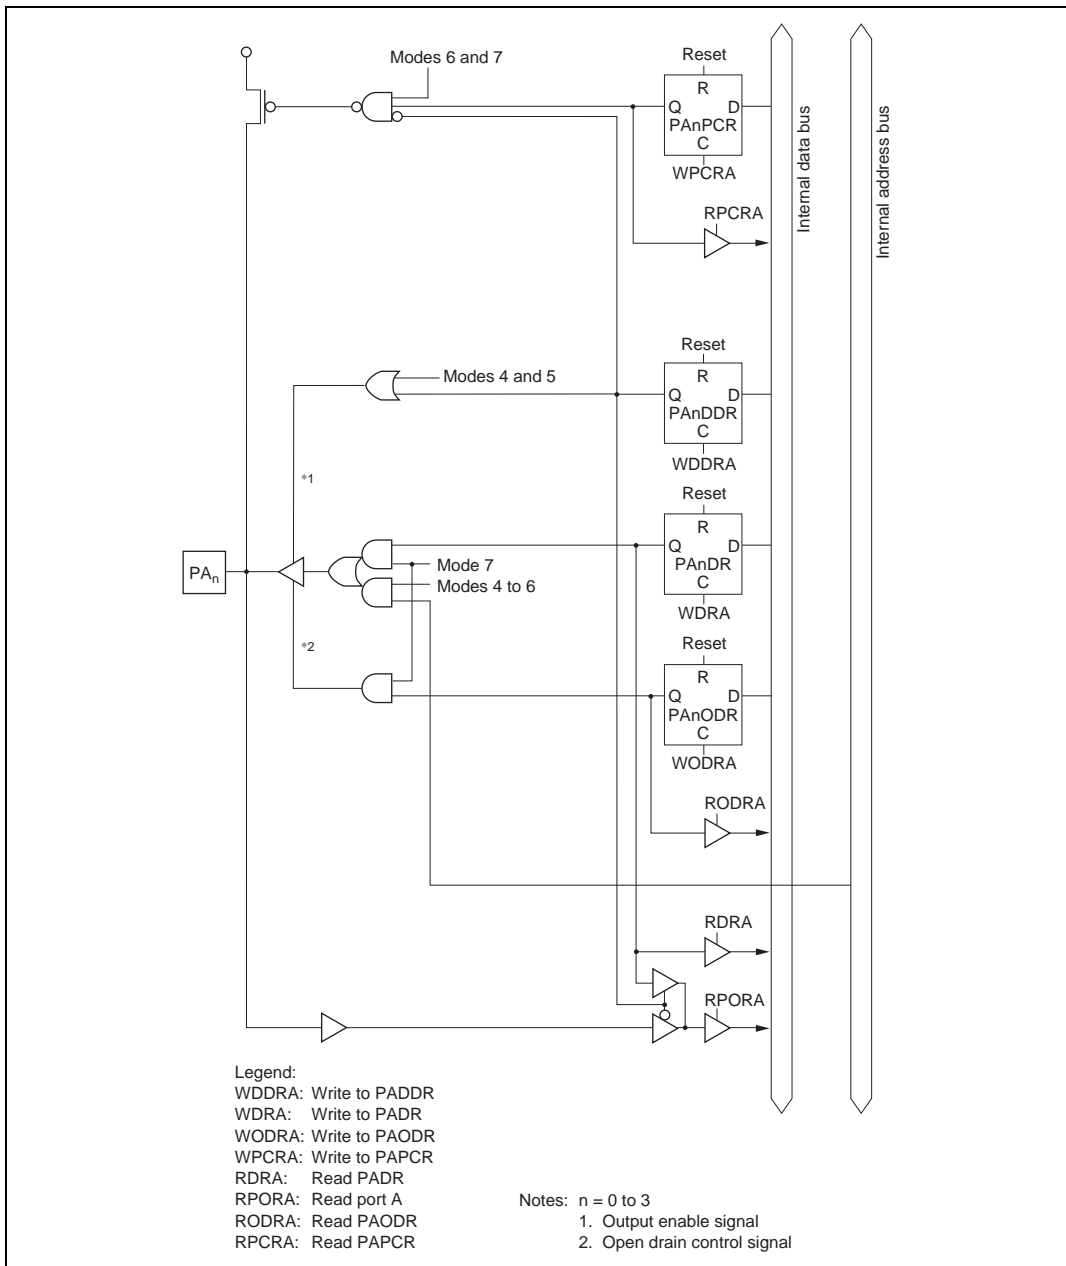 Modes 6 and 7
Reset
R
Q D
PAnPCR
C
WPCRA
RPCRA
Internal data bus
Internal address bus
Reset
R
Modes 4 and 5
Q D
PAnDDR
C
WDDRA
*1
Reset
R
Q D
PAn
Mode 7
PAnDR
C
Modes 4 to 6
WDRA
*2
Reset
R
Q D
PAnODR
C
WODRA
RODRA
RDRA
RPORA
Legend:
WDDRA: Write to PADDR
WDRA: Write to PADR
WODRA: Write to PAODR
WPCRA: Write to PAPCR
RDRA: Read PADR
RPORA: Read port A
RODRA: Read PAODR
RPCRA: Read PAPCR
Notes: n = 0 to 3
1. Output enable signal
2. Open drain control signal